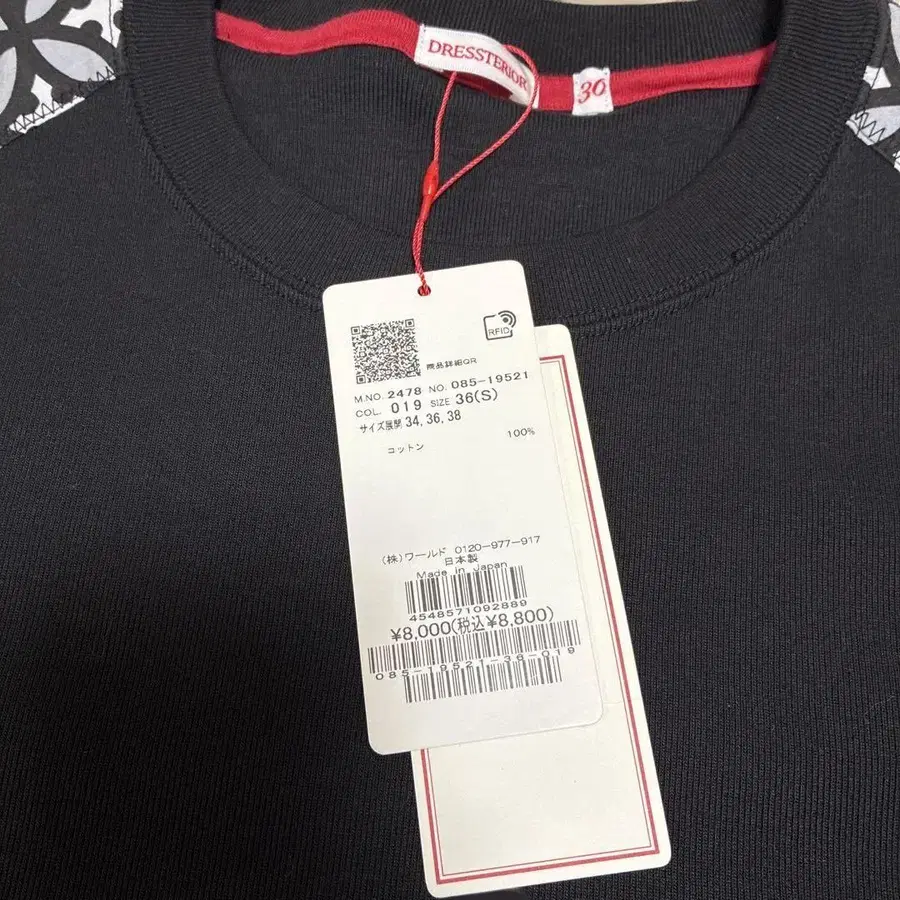 DRESSTERIOR
36
RFID
商品詳細QR
M.NO. 2478 NO. 085-19521
COL. 019 SIZE 36(S)
サイズ展開 34, 36, 38
コットン 100%
(株)ワールド 0120-977-917
日本製
Made in Japan
4548571092889
¥8,000(税込¥8,800)
085-19521-36-019